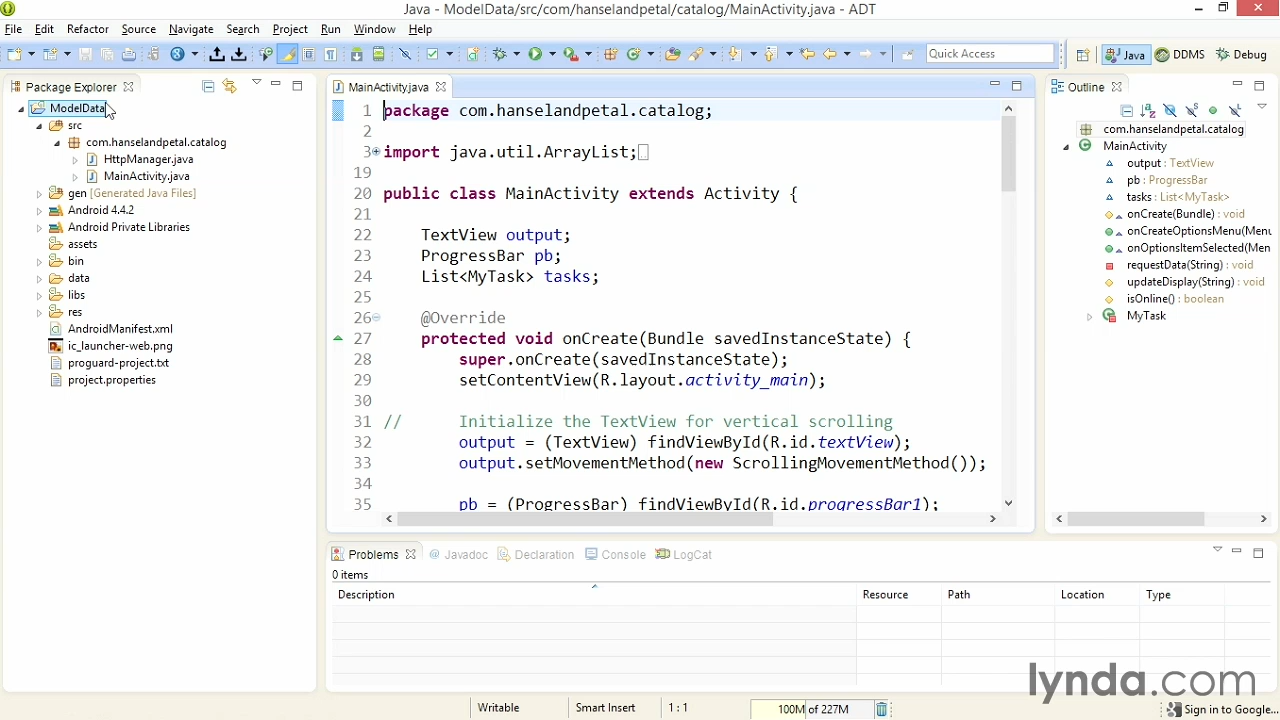 Java - ModelData/src/com/hanselandpetal/catalog/MainActivity.java - ADT
File Edit Refactor Source Navigate Search Project Run Window Help
Quick Access Java DDMS Debug
Package Explorer
ModelData
src
com.hanselandpetal.catalog
HttpManager.java
MainActivity.java
gen [Generated Java Files]
Android 4.4.2
Android Private Libraries
assets
bin
data
libs
res
AndroidManifest.xml
ic_launcher-web.png
proguard-project.txt
project.properties
MainActivity.java
1 package com.hanselandpetal.catalog;
2
3 import java.util.ArrayList;
19
20 public class MainActivity extends Activity {
21
22 TextView output;
23 ProgressBar pb;
24 List<MyTask> tasks;
25
26 @Override
27 protected void onCreate(Bundle savedInstanceState) {
28 super.onCreate(savedInstanceState);
29 setContentView(R.layout.activity_main);
30
31 // Initialize the TextView for vertical scrolling
32 output = (TextView) findViewById(R.id.textView);
33 output.setMovementMethod(new ScrollingMovementMethod());
34
35 pb = (ProgressBar) findViewById(R.id.progressBar1);
Outline
com.hanselandpetal.catalog
MainActivity
output : TextView
pb : ProgressBar
tasks : List<MyTask>
onCreate(Bundle) : void
onCreateOptionsMenu(Menu
onOptionsItemSelected(Men
requestData(String) : void
updateDisplay(String) : void
isOnline() : boolean
MyTask
Problems @ Javadoc Declaration Console LogCat
0 items
Description Resource Path Location Type
lynda.com
Writable Smart Insert 1 : 1 100M of 227M Sign in to Google...